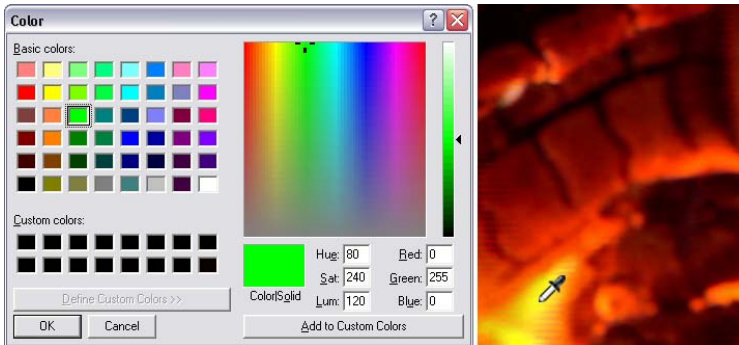 Color
Basic colors:
Custom colors:
Define Custom Colors >>
OK Cancel
Color|Solid
Hue: 80 Red: 0
Sat: 240 Green: 255
Lum: 120 Blue: 0
Add to Custom Colors